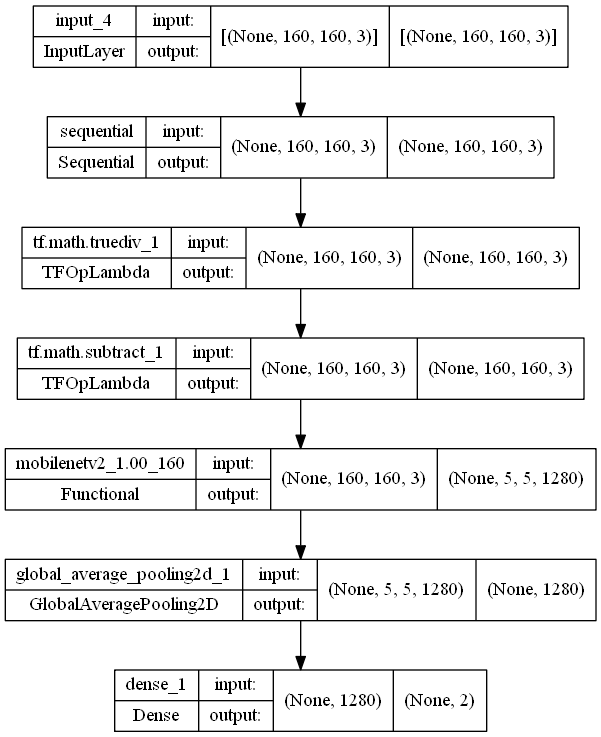 input_4 input: [(None, 160, 160, 3)] [(None, 160, 160, 3)]
InputLayer output:
sequential input: (None, 160, 160, 3) (None, 160, 160, 3)
Sequential output:
tf.math.truediv_1 input: (None, 160, 160, 3) (None, 160, 160, 3)
TFOpLambda output:
tf.math.subtract_1 input: (None, 160, 160, 3) (None, 160, 160, 3)
TFOpLambda output:
mobilenetv2_1.00_160 input: (None, 160, 160, 3) (None, 5, 5, 1280)
Functional output:
global_average_pooling2d_1 input: (None, 5, 5, 1280) (None, 1280)
GlobalAveragePooling2D output:
dense_1 input: (None, 1280) (None, 2)
Dense output: